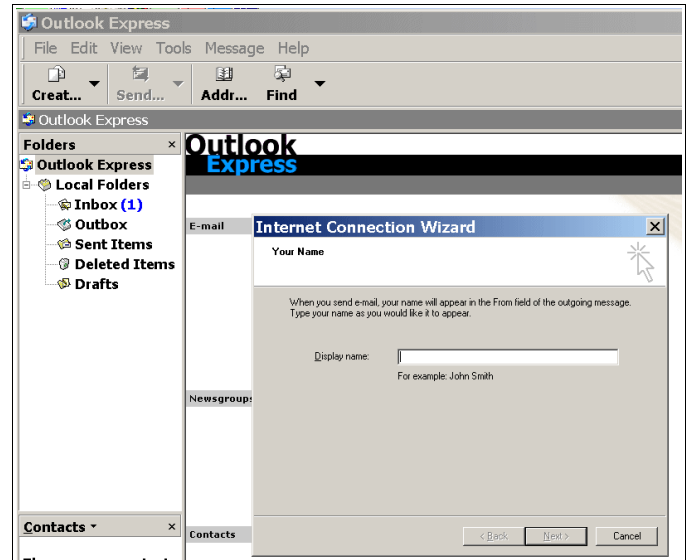 Outlook Express
File Edit View Tools Message Help
Creat... Send... Addr... Find
Outlook Express
Folders ×
Outlook Express
Local Folders
Inbox (1)
Outbox
Sent Items
Deleted Items
Drafts
Contacts ×
Outlook
Express
E-mail
Newsgroups
Contacts
Internet Connection Wizard
Your Name
When you send e-mail, your name will appear in the From field of the outgoing message.
Type your name as you would like it to appear.
Display name:
For example: John Smith
< Back Next > Cancel